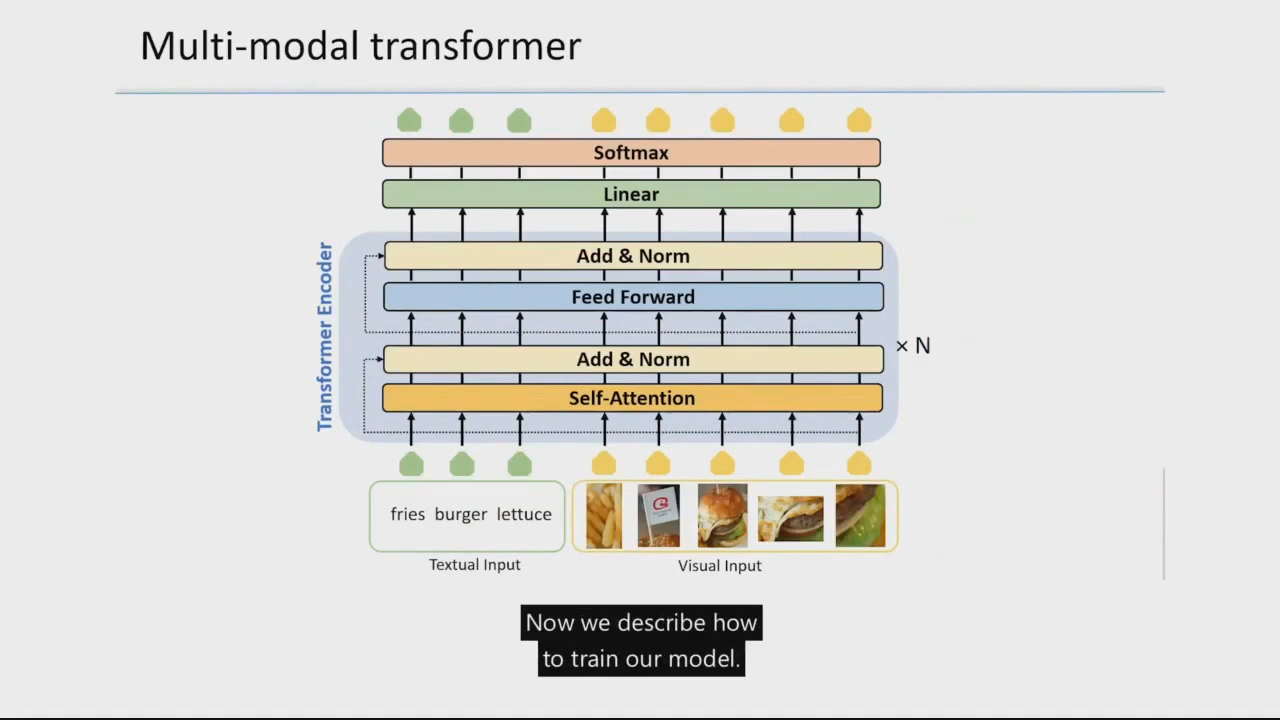 Multi-modal transformer
Softmax
Linear
Transformer Encoder
Add & Norm
Feed Forward
× N
Add & Norm
Self-Attention
fries burger lettuce
Textual Input
Visual Input
Now we describe how
to train our model.